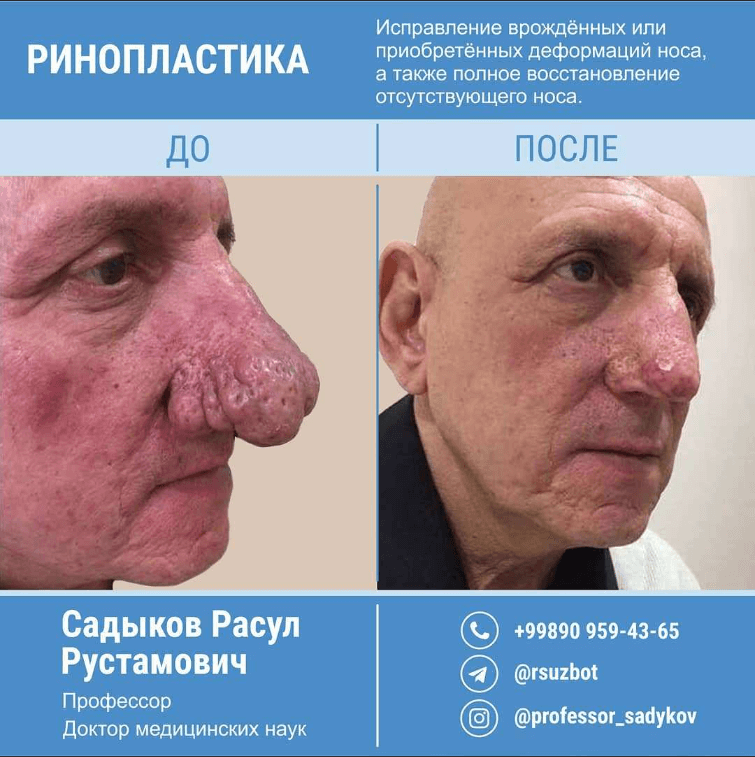 РИНОПЛАСТИКА
Исправление врождённых или
приобретённых деформаций носа,
а также полное восстановление
отсутствующего носа.
ДО
ПОСЛЕ
Садыков Расул
Рустамович
Профессор
Доктор медицинских наук
+99890 959-43-65
@rsuzbot
@professor_sadykov